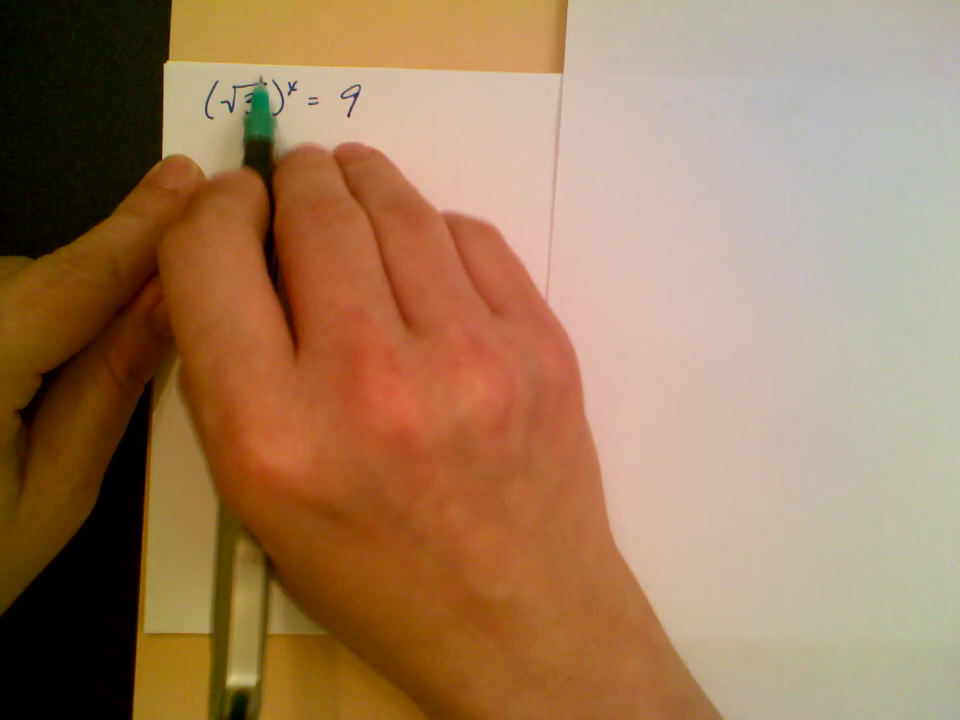 (√3)ˣ = 9